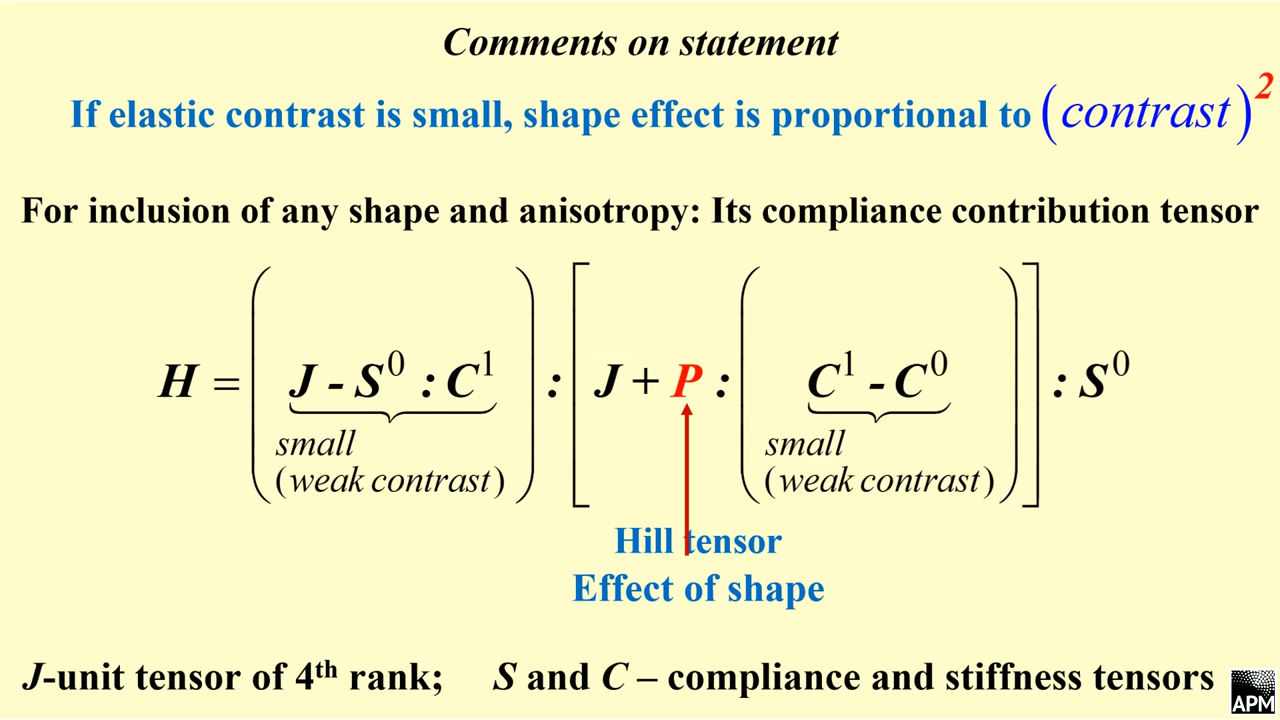 Comments on statement
If elastic contrast is small, shape effect is proportional to (contrast)²
For inclusion of any shape and anisotropy: Its compliance contribution tensor
H = (J - S⁰ : C¹) : [J + P : (C¹ - C⁰)] : S⁰
small small
(weak contrast) (weak contrast)
Hill tensor
Effect of shape
J-unit tensor of 4th rank; S and C – compliance and stiffness tensors
APM